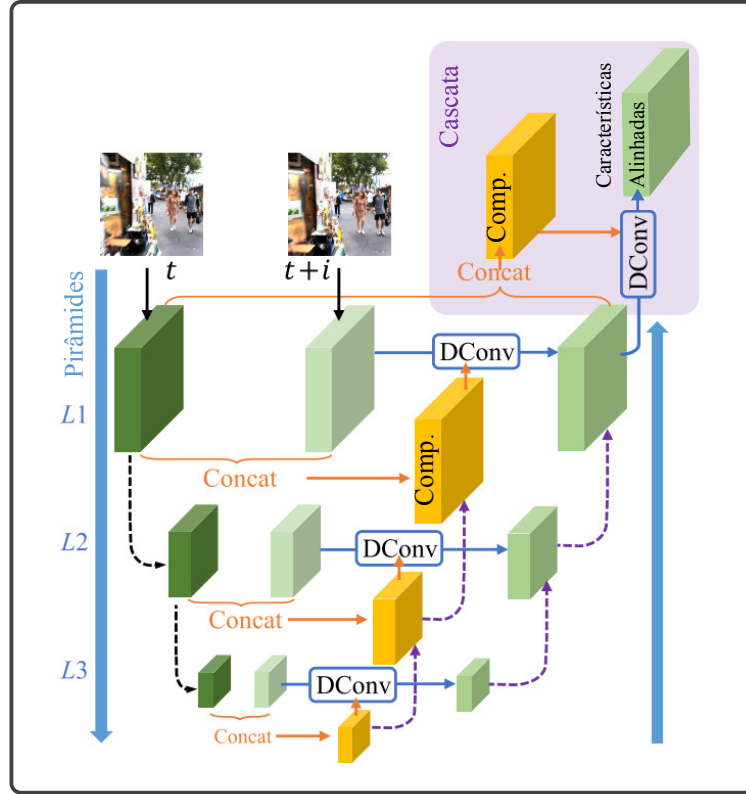 Cascata
Características
Alinhadas
Comp.
DConv
Concat
t
t+i
Pirâmides
DConv
L1
Comp.
Concat
L2
DConv
Concat
L3
DConv
Concat